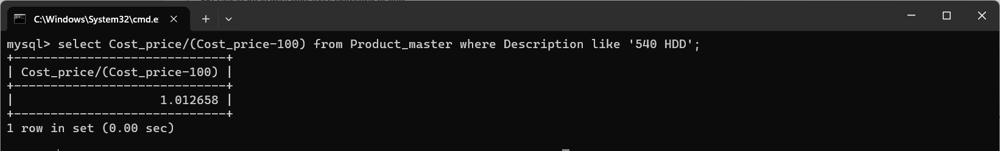 C:\Windows\System32\cmd.e
mysql> select Cost_price/(Cost_price-100) from Product_master where Description like '540 HDD';
+-----------------------------+
| Cost_price/(Cost_price-100) |
+-----------------------------+
|                    1.012658 |
+-----------------------------+
1 row in set (0.00 sec)